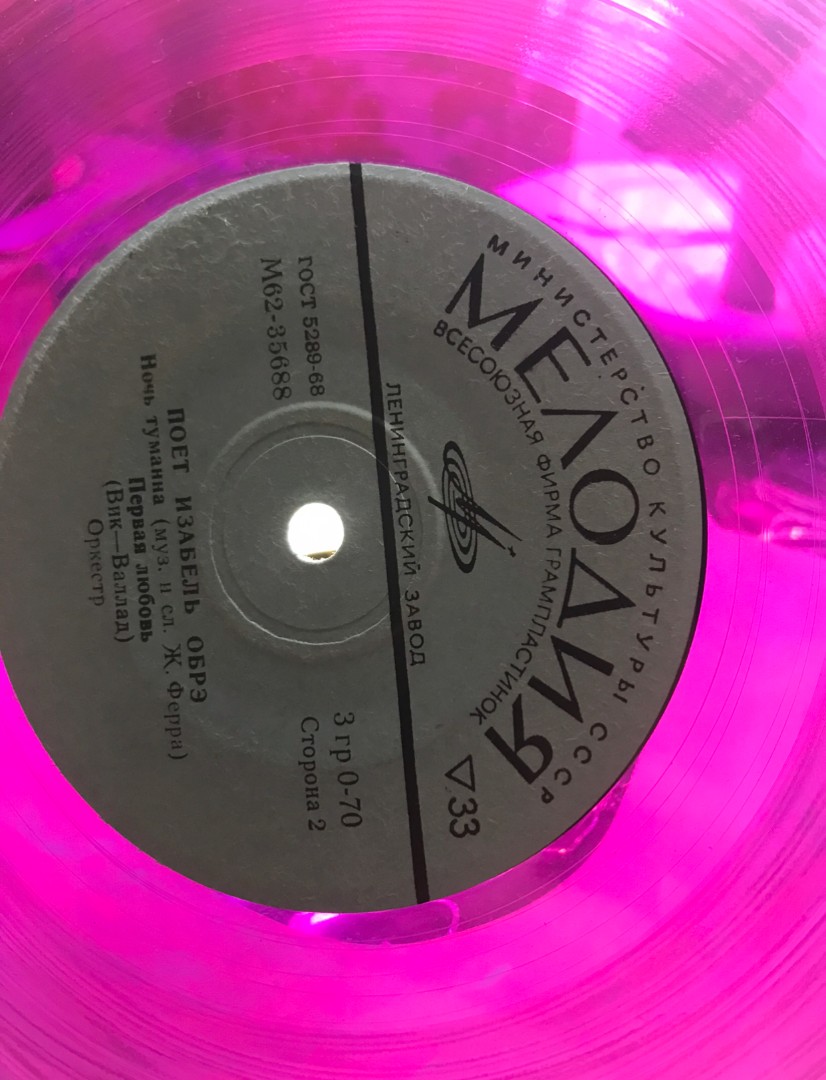 МИНИСТЕРСТВО КУЛЬТУРЫ СССР
МЕЛОДИЯ
ВСЕСОЮЗНАЯ ФИРМА ГРАМПЛАСТИНОК
▽33
ЛЕНИНГРАДСКИЙ ЗАВОД
ГОСТ 5289-68
М62-35688
3 гр 0-70
Сторона 2
ПОЕТ ИЗАБЕЛЬ ОБРЭ
Ночь туманна (муз. и сл. Ж. Ферра)
Первая любовь
(Вик—Валлад)
Оркестр